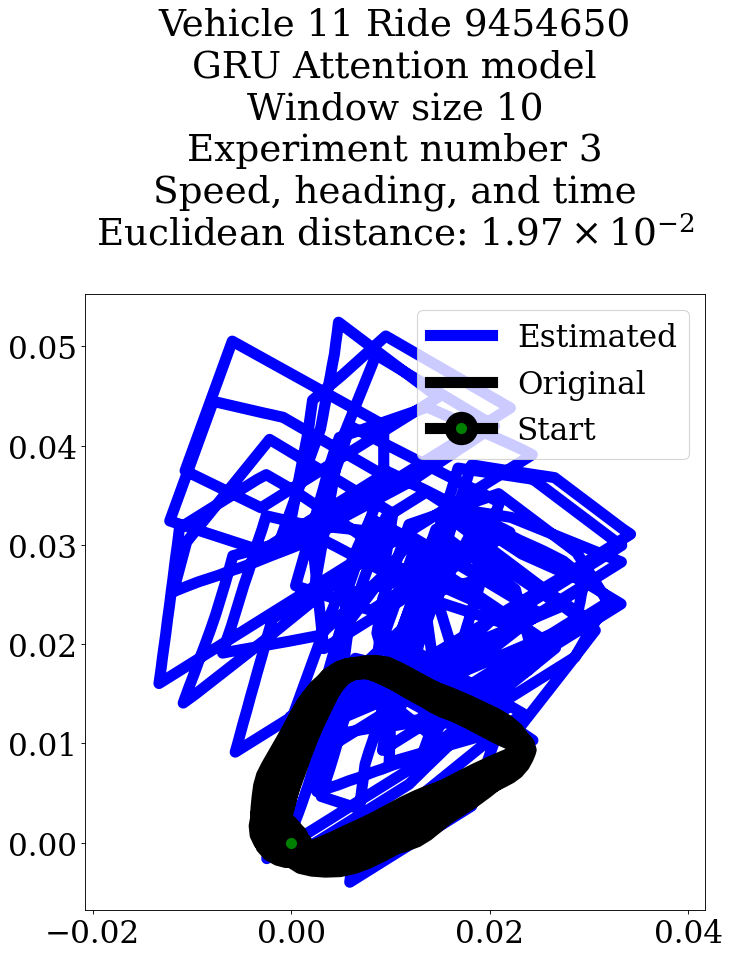 Vehicle 11 Ride 9454650
GRU Attention model
Window size 10
Experiment number 3
Speed, heading, and time
Euclidean distance: 1.97 × 10⁻²
Estimated
Original
Start
0.05
0.04
0.03
0.02
0.01
0.00
−0.02
0.00
0.02
0.04